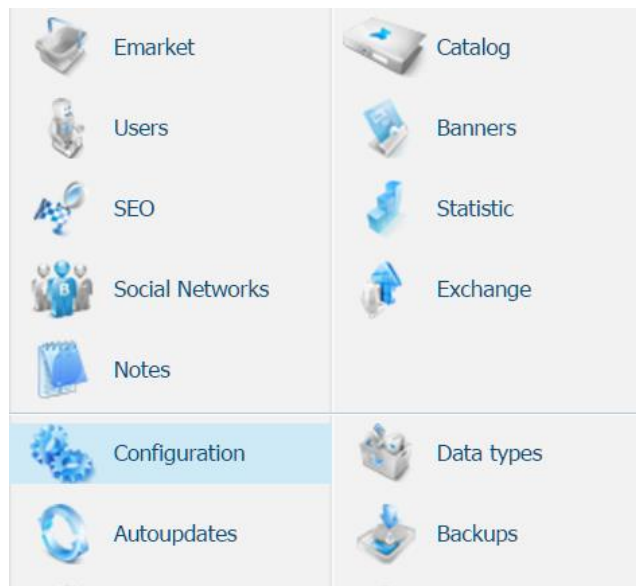 Emarket
Catalog
Users
Banners
SEO
Statistic
Social Networks
Exchange
Notes
Configuration
Data types
Autoupdates
Backups